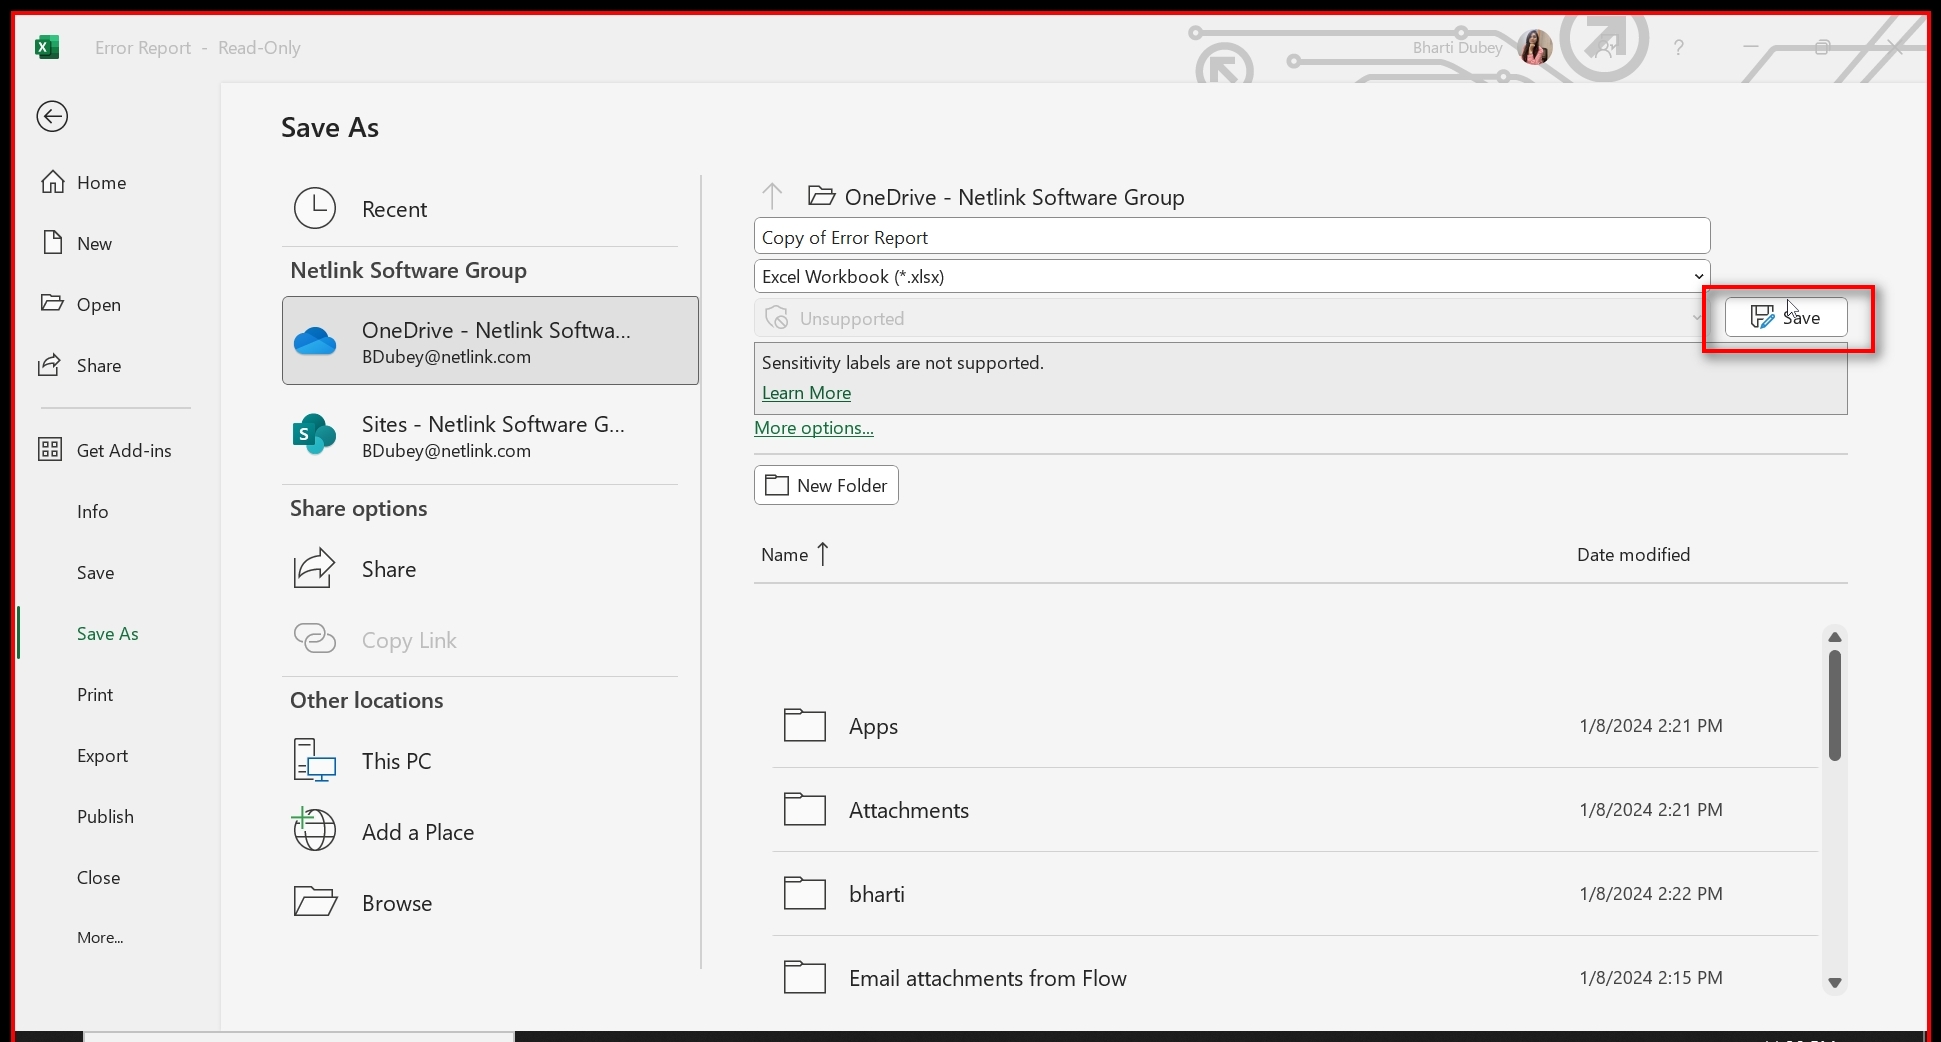 Error Report - Read-Only
Bharti Dubey
?
Save As
Home
New
Open
Share
Get Add-ins
Info
Save
Save As
Print
Export
Publish
Close
More...
Recent
Netlink Software Group
OneDrive - Netlink Softwa...
BDubey@netlink.com
S
Sites - Netlink Software G...
BDubey@netlink.com
Share options
Share
Copy Link
Other locations
This PC
Add a Place
Browse
OneDrive - Netlink Software Group
Copy of Error Report
Excel Workbook (*.xlsx)
Unsupported
Save
Sensitivity labels are not supported.
Learn More
More options...
New Folder
Name Date modified
Apps 1/8/2024 2:21 PM
Attachments 1/8/2024 2:21 PM
bharti 1/8/2024 2:22 PM
Email attachments from Flow 1/8/2024 2:15 PM